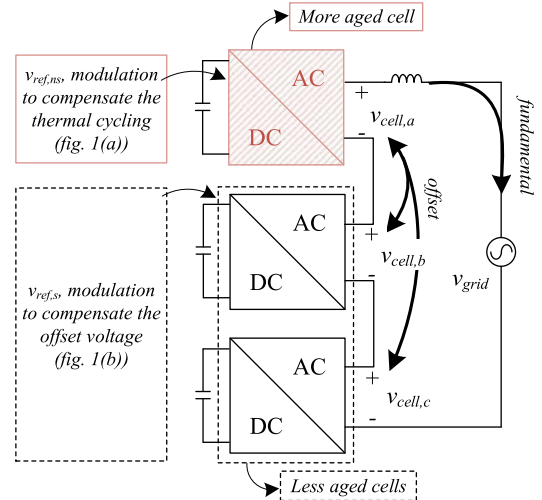 More aged cell
v_ref,ns, modulation
to compensate the
thermal cycling
(fig. 1(a))
AC
DC
+
v_cell,a
-
fundamental
offset
v_ref,s, modulation
to compensate the
offset voltage
(fig. 1(b))
AC
DC
+
v_cell,b
-
v_grid
AC
DC
+
v_cell,c
-
Less aged cells